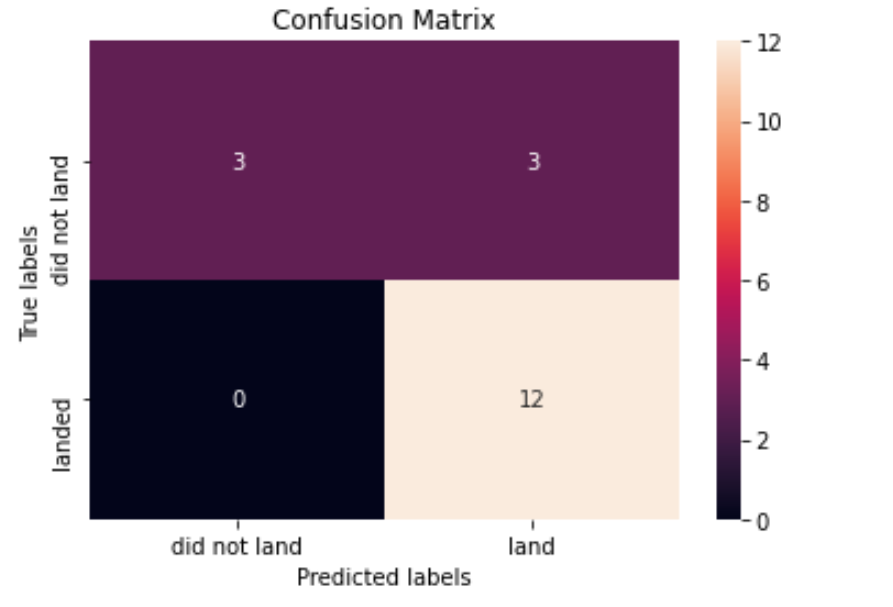 Confusion Matrix
True labels
did not land
landed
3 3
0 12
did not land land
Predicted labels
12
10
8
6
4
2
0